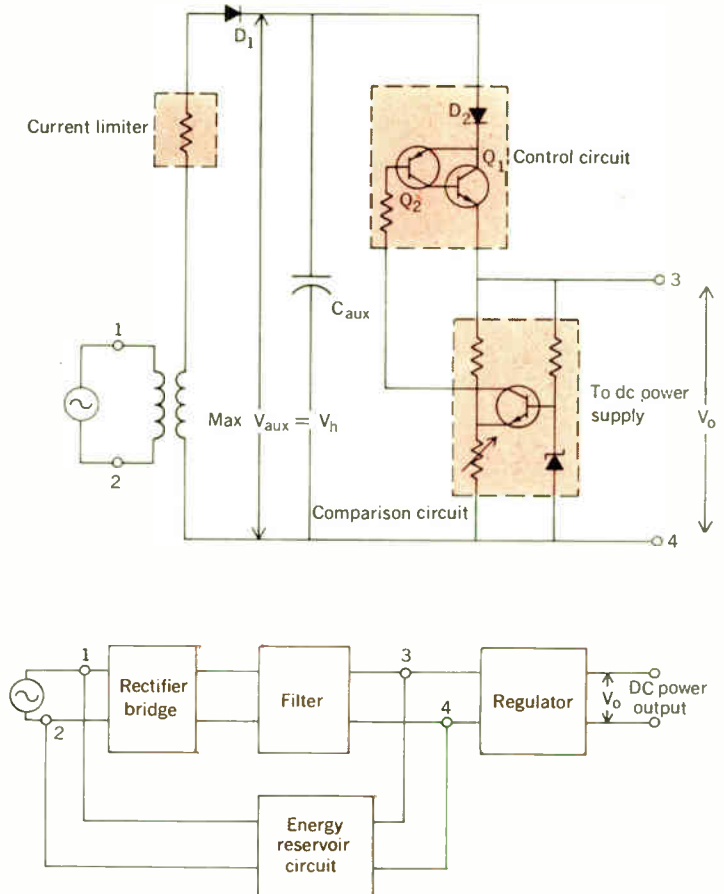 D1
Current limiter
D2
Q1
Control circuit
Q2
3
Caux
1
To dc power
supply
Vo
Max Vaux = Vh
2
Comparison circuit
4
1
3
Rectifier
bridge
Filter
Regulator
Vo
DC power
output
2
4
Energy
reservoir
circuit